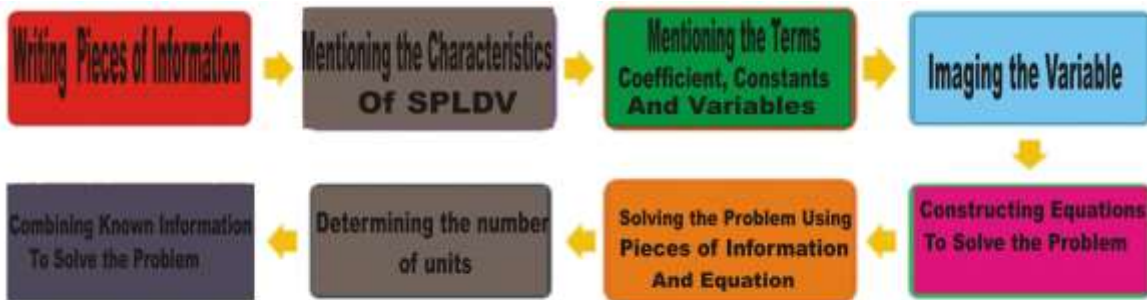 Writing Pieces of Information
Mentioning the Characteristics
Of SPLDV
Mentioning the Terms
Coefficient, Constants
And Variables
Imaging the Variable
Constructing Equations
To Solve the Problem
Solving the Problem Using
Pieces of Information
And Equation
Determining the number
of units
Combining Known Information
To Solve the Problem